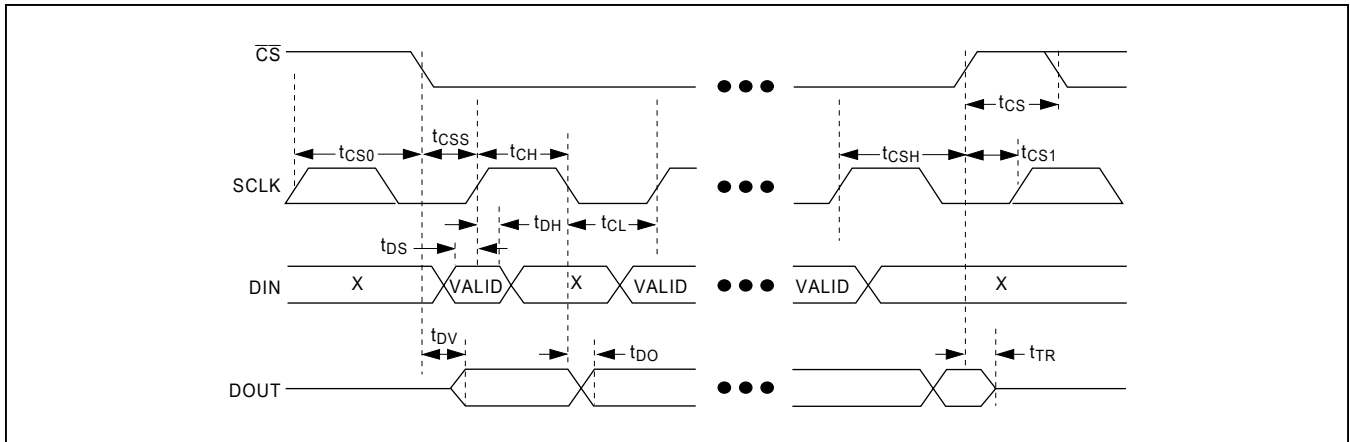 CS
tCS
tCSS
tCH
tCSH
tCS1
tCS0
SCLK
tDH
tCL
tDS
DIN
X
VALID
X
VALID
VALID
X
tDV
tDO
tTR
DOUT